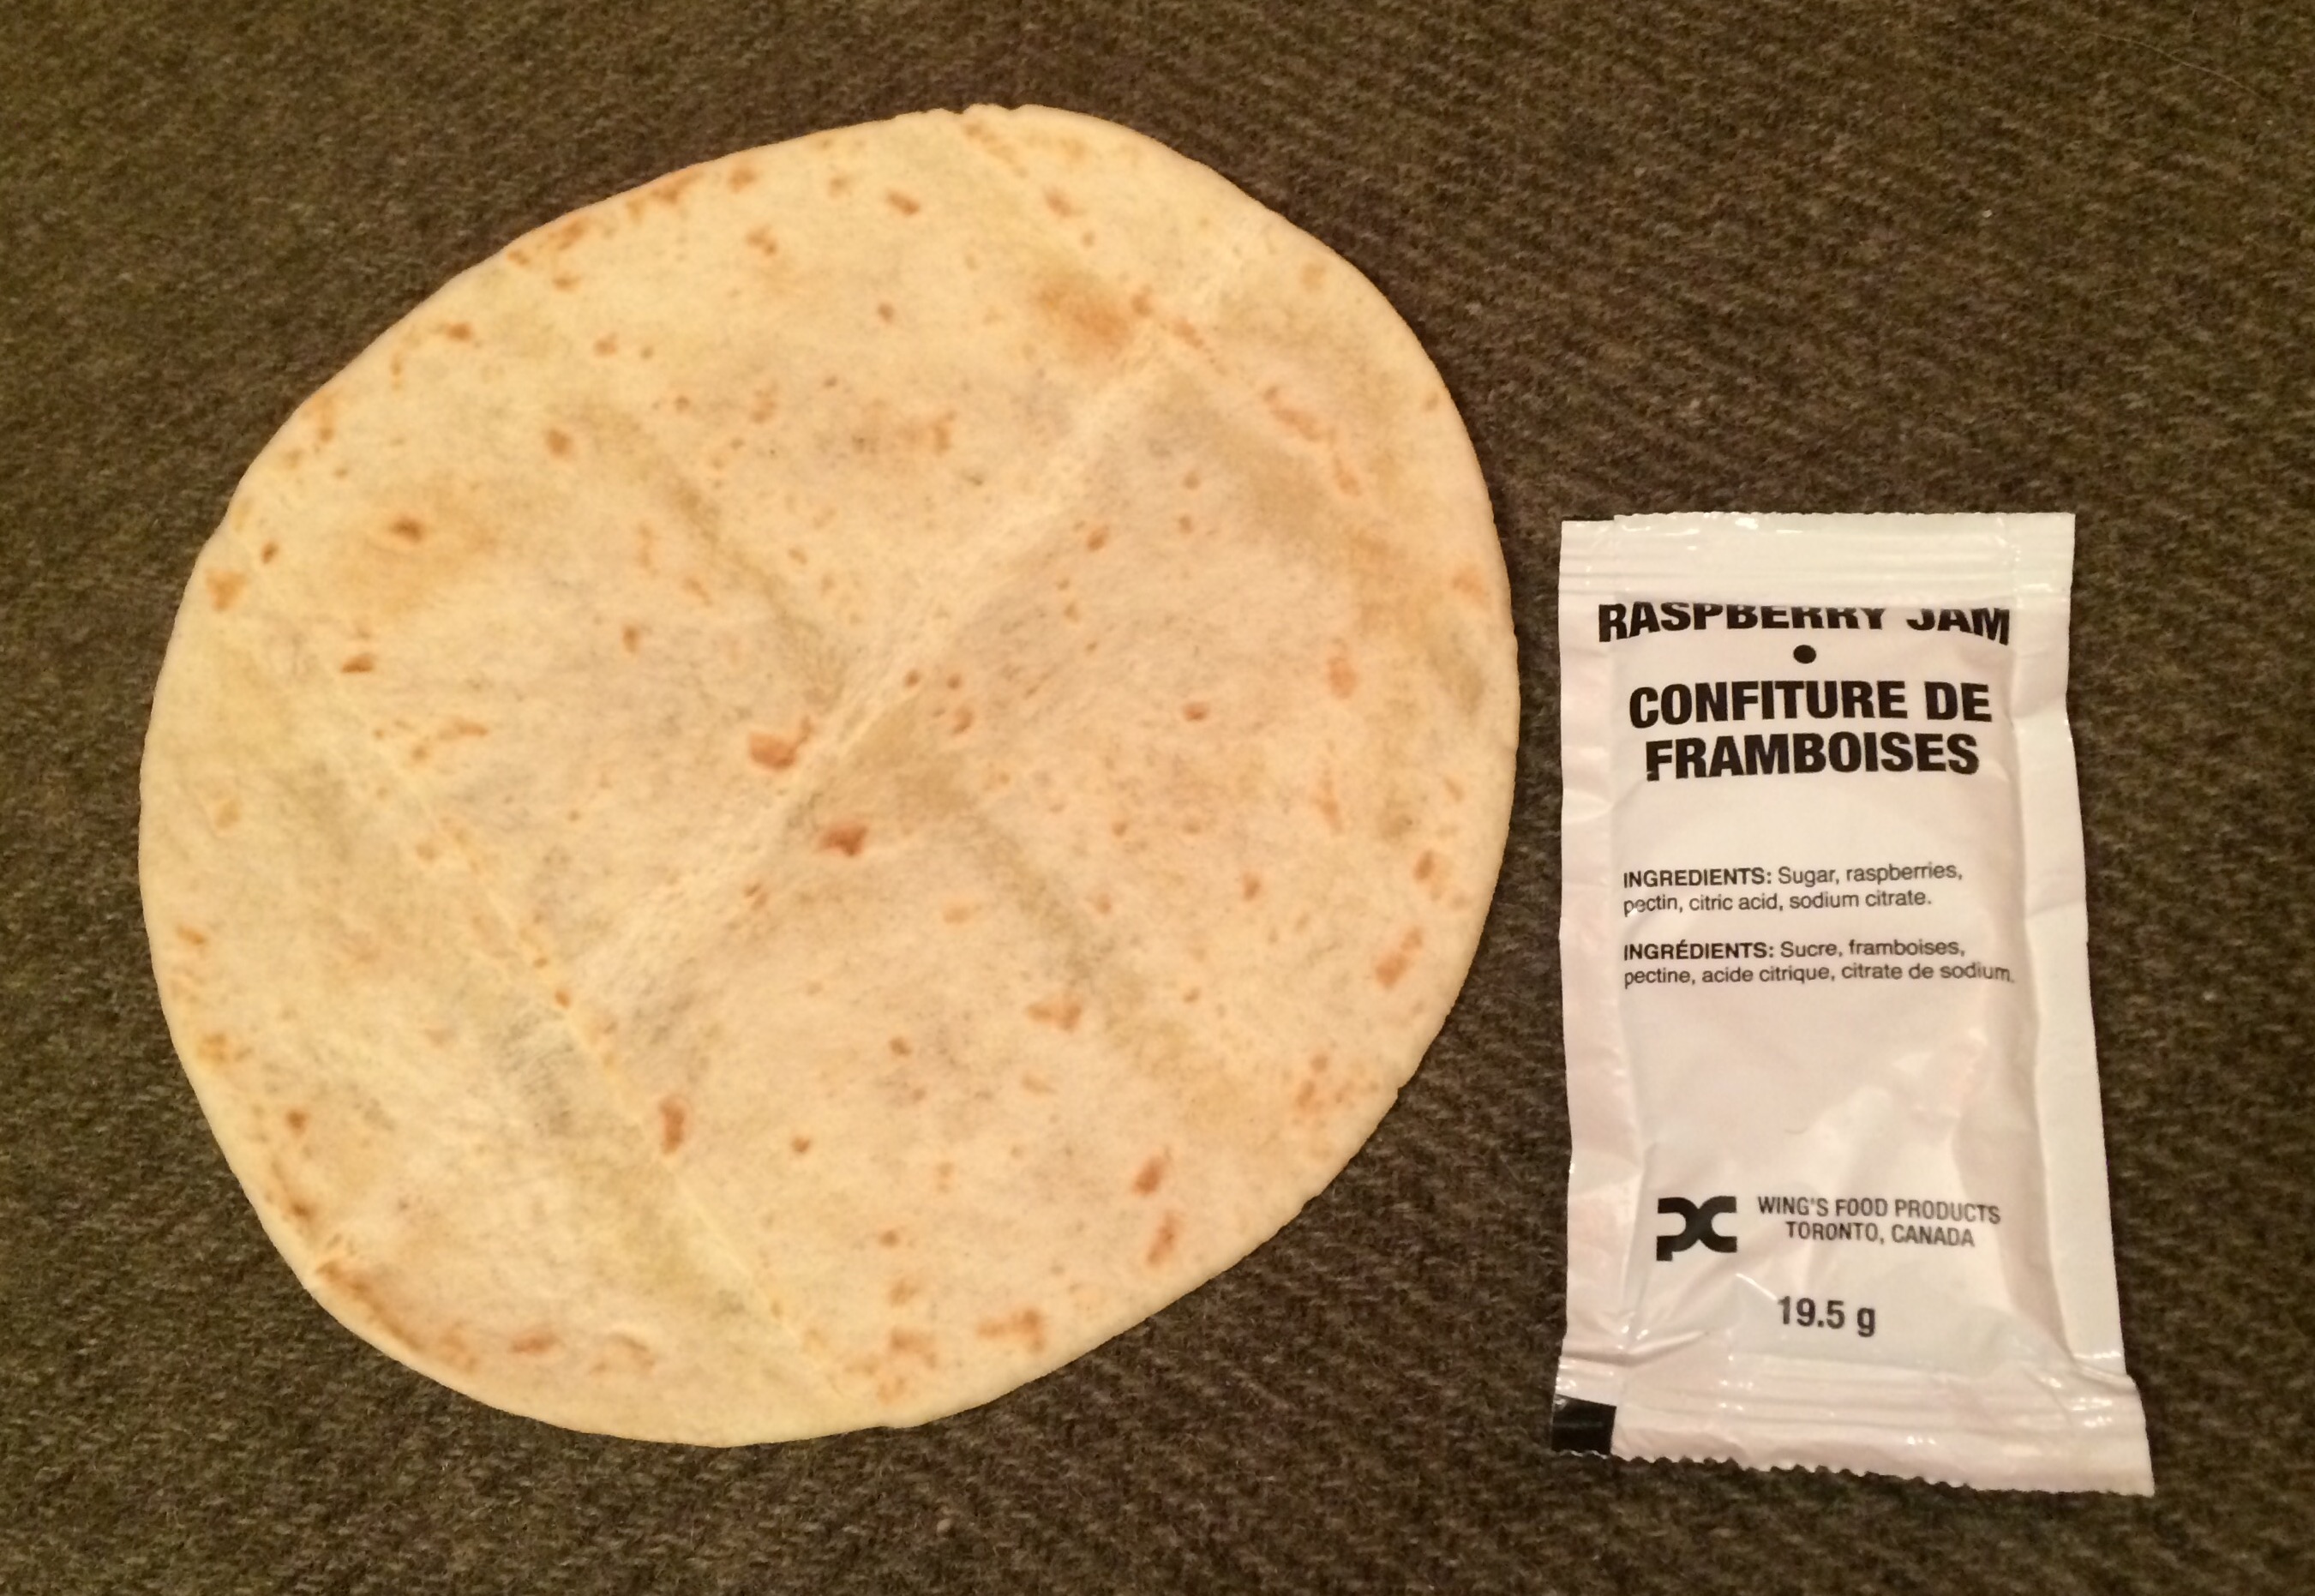 RASPBERRY JAM
•
CONFITURE DE
FRAMBOISES
INGREDIENTS: Sugar, raspberries,
pectin, citric acid, sodium citrate.
INGRÉDIENTS: Sucre, framboises,
pectine, acide citrique, citrate de sodium.
WING'S FOOD PRODUCTS
TORONTO, CANADA
19.5 g